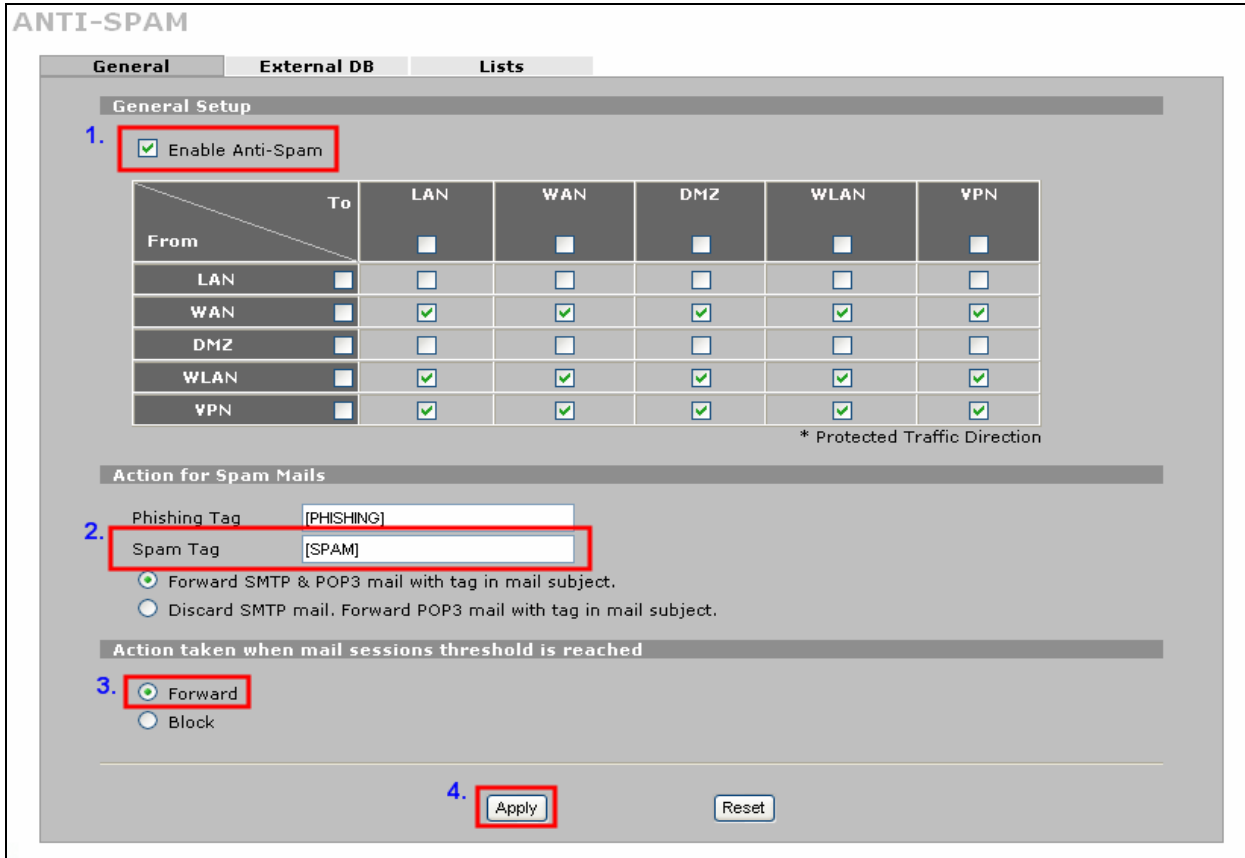 ANTI-SPAM
General External DB Lists
General Setup
1.
Enable Anti-Spam
To LAN WAN DMZ WLAN VPN
From
LAN
WAN
DMZ
WLAN
VPN
* Protected Traffic Direction
Action for Spam Mails
Phishing Tag [PHISHING]
2.
Spam Tag [SPAM]
Forward SMTP & POP3 mail with tag in mail subject.
Discard SMTP mail. Forward POP3 mail with tag in mail subject.
Action taken when mail sessions threshold is reached
3. Forward
Block
4. Apply Reset